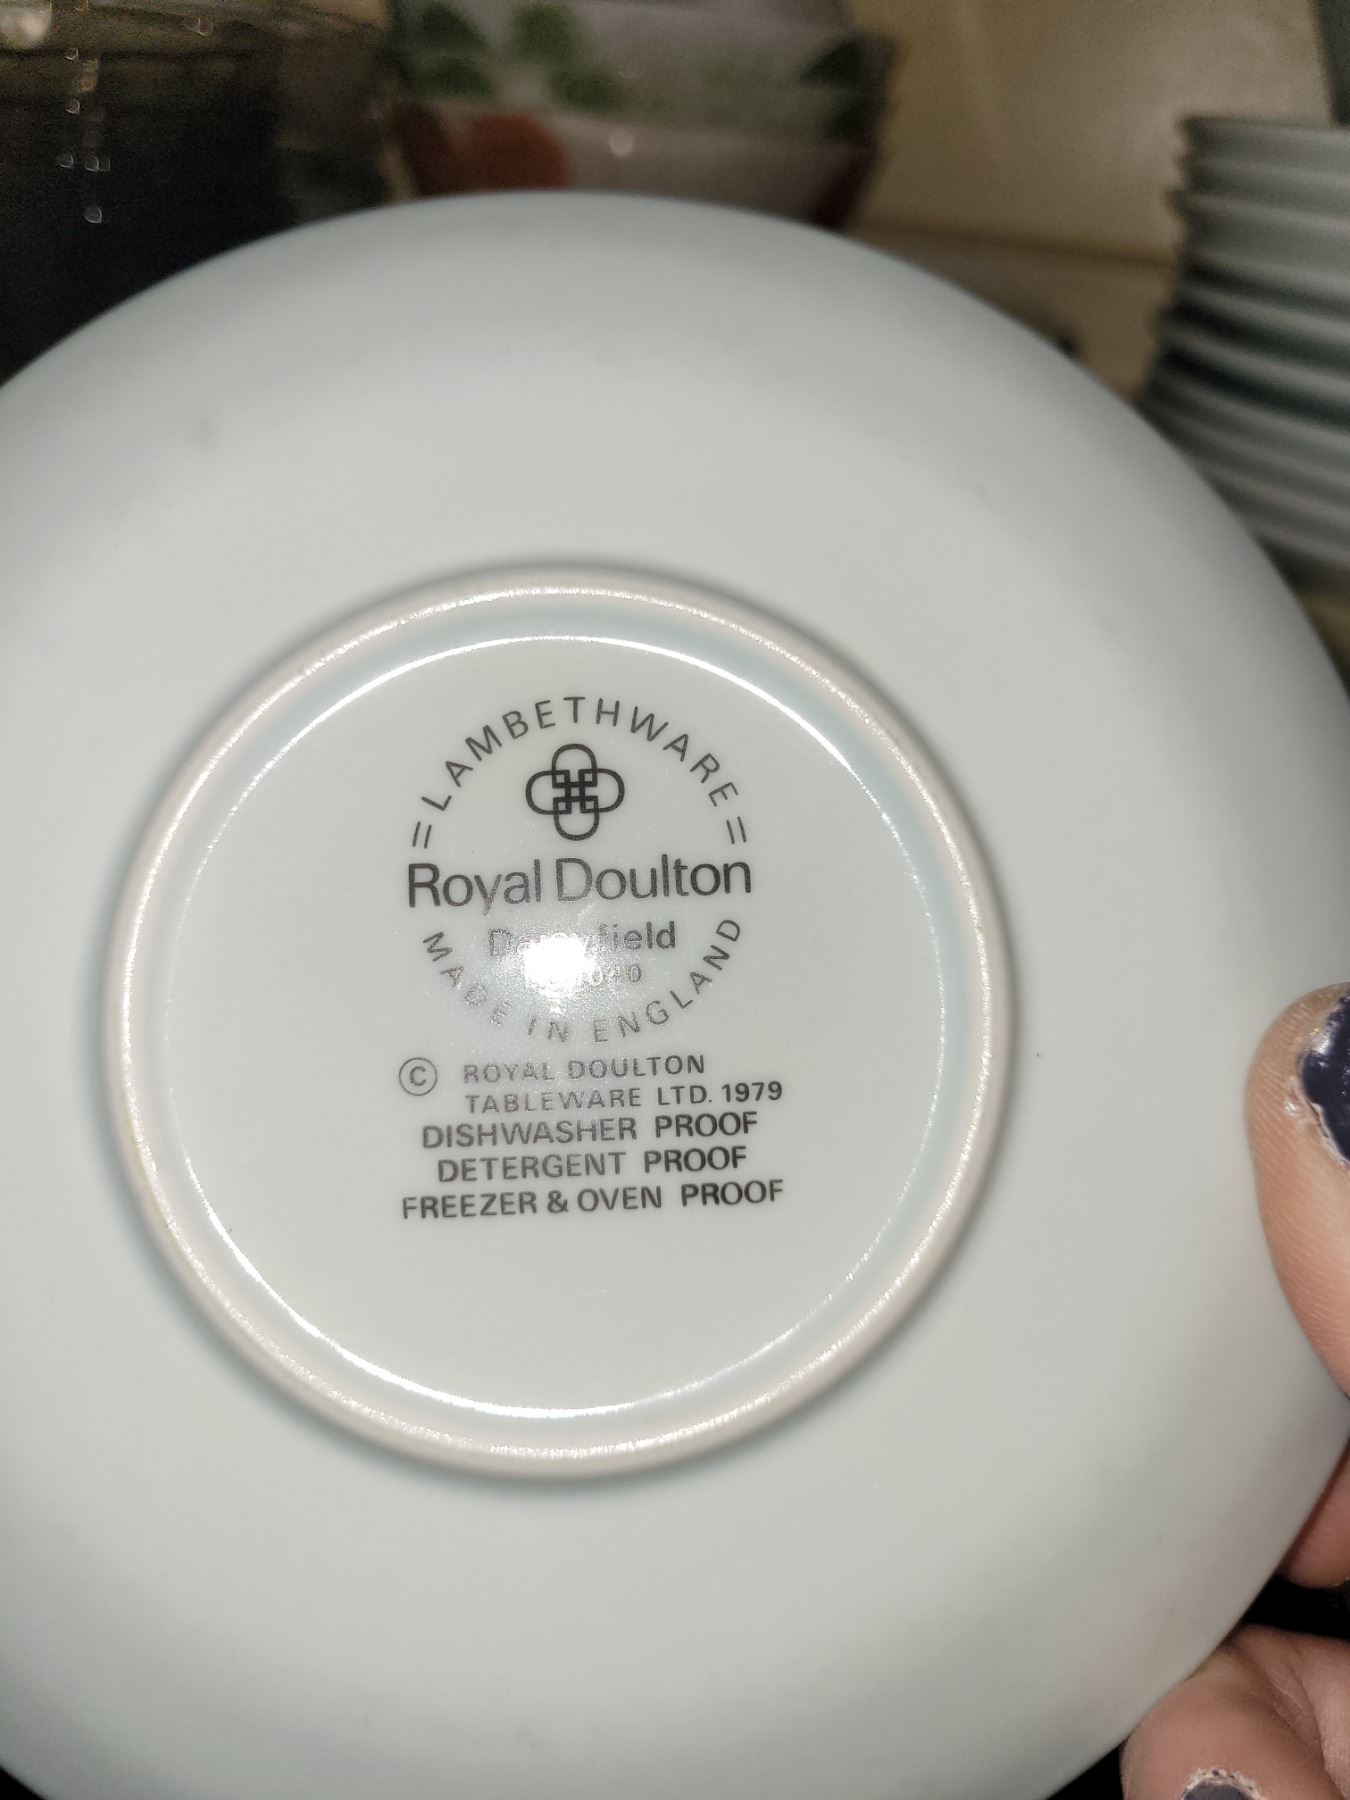 = LAMBETHWARE =
Royal Doulton
MADE IN ENGLAND
© ROYAL DOULTON
TABLEWARE LTD. 1979
DISHWASHER PROOF
DETERGENT PROOF
FREEZER & OVEN PROOF